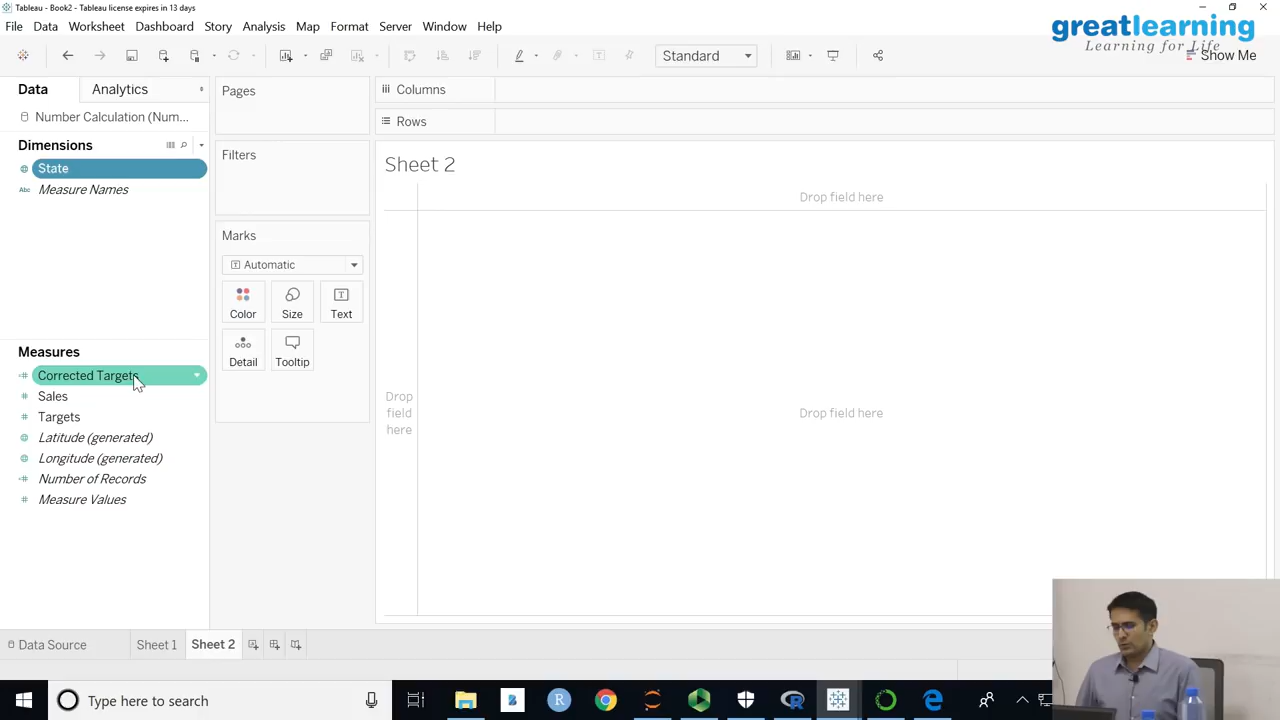 Tableau - Book2 - Tableau license expires in 13 days
File Data Worksheet Dashboard Story Analysis Map Format Server Window Help
greatlearning
Learning for Life
Standard
Show Me
Data Analytics
Pages
Columns
Number Calculation (Num...
Rows
Dimensions
Filters
State
Sheet 2
Abc Measure Names
Drop field here
Marks
Automatic
Color Size Text
Detail Tooltip
Measures
Corrected Targets
Sales
Targets
Latitude (generated)
Longitude (generated)
Number of Records
Measure Values
Drop
field
here
Drop field here
Data Source Sheet 1 Sheet 2
Type here to search